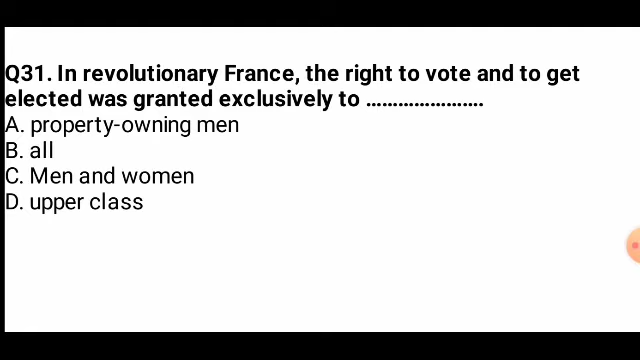 Q31. In revolutionary France, the right to vote and to get
elected was granted exclusively to ......................
A. property-owning men
B. all
C. Men and women
D. upper class